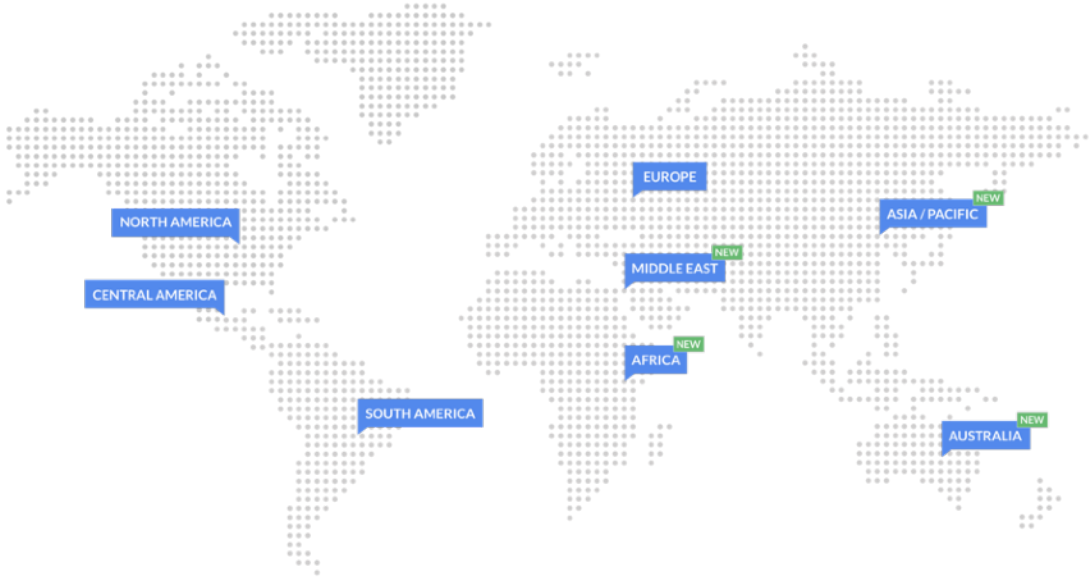 EUROPE
NEW
ASIA / PACIFIC
NORTH AMERICA
NEW
MIDDLE EAST
CENTRAL AMERICA
NEW
AFRICA
SOUTH AMERICA
NEW
AUSTRALIA